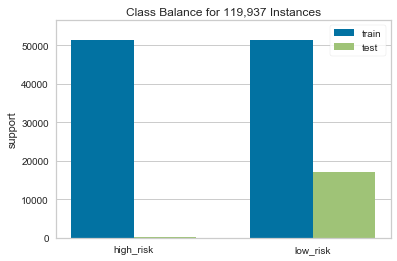 Class Balance for 119,937 Instances
train
test
support
50000
40000
30000
20000
10000
0
high_risk
low_risk